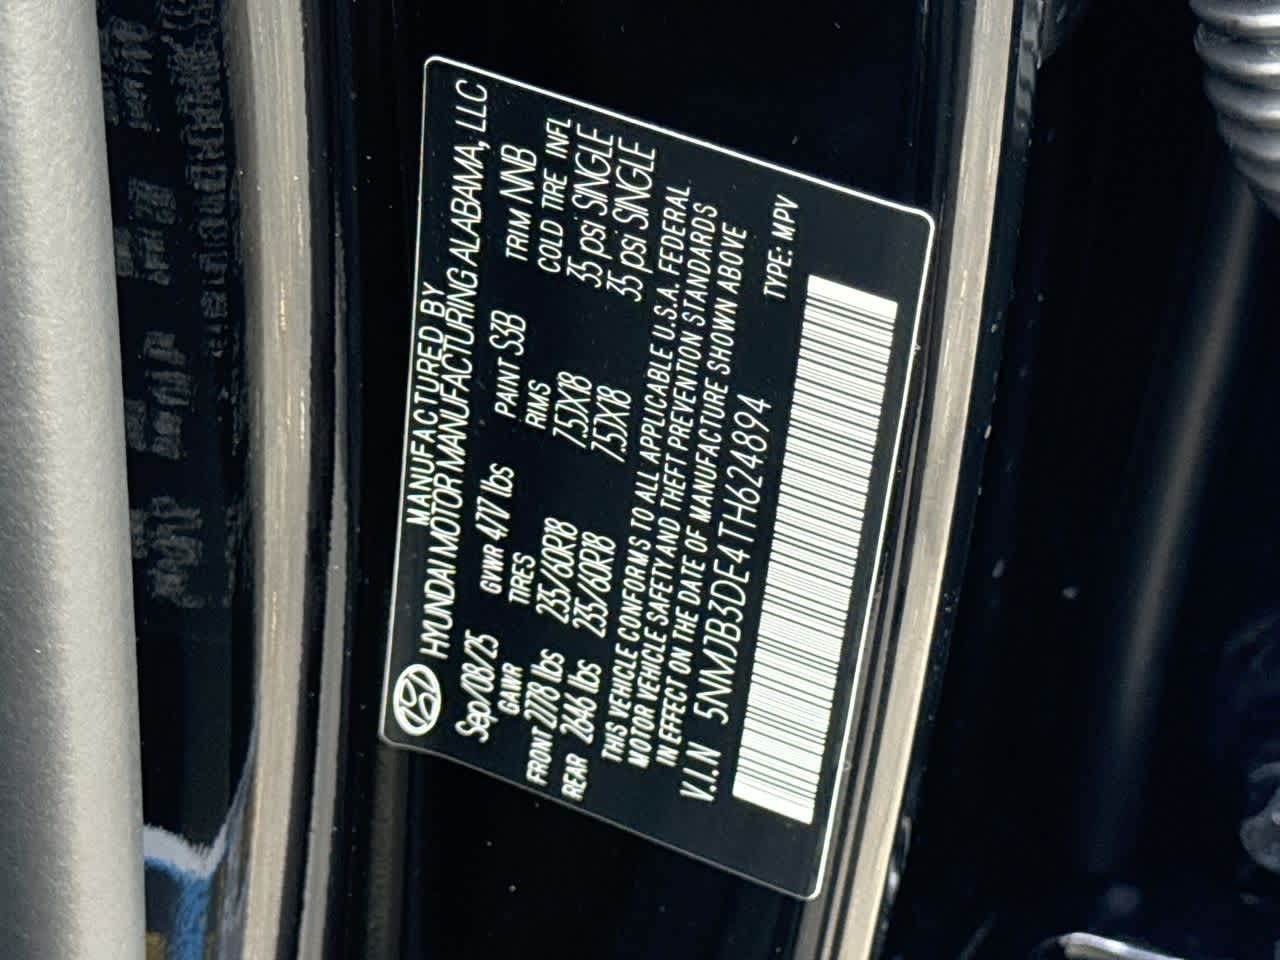 MANUFACTURED BY
HYUNDAI MOTOR MANUFACTURING ALABAMA, LLC
Sep/08/25 GVWR 4777 lbs PAINT S3B TRIM NNB
GAWR TIRES RIMS COLD TIRE INFL
FRONT 2778 lbs 235/60R18 7.5JX18 35 psi SINGLE
REAR 2646 lbs 235/60R18 7.5JX18 35 psi SINGLE
THIS VEHICLE CONFORMS TO ALL APPLICABLE U.S.A. FEDERAL
MOTOR VEHICLE SAFETY AND THEFT PREVENTION STANDARDS
IN EFFECT ON THE DATE OF MANUFACTURE SHOWN ABOVE
V.I.N 5NMJB3DE4TH624894 TYPE: MPV